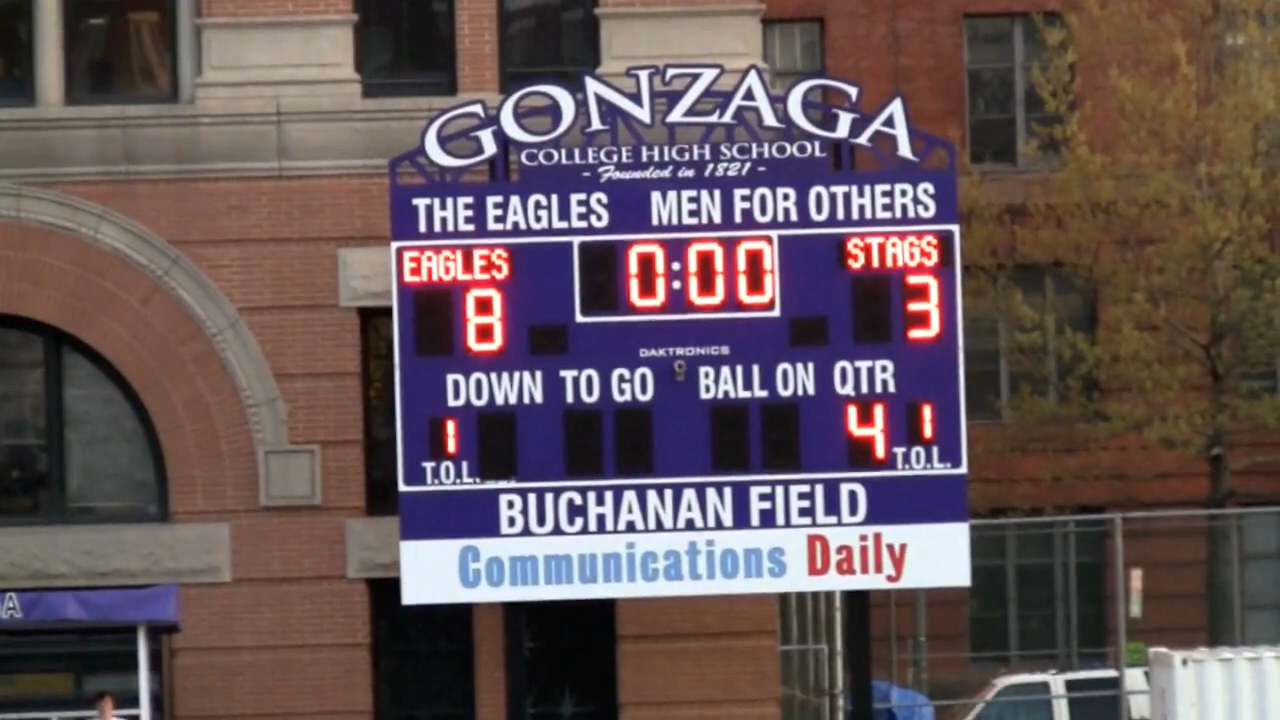 GONZAGA
COLLEGE HIGH SCHOOL
- Founded in 1821 -
THE EAGLES MEN FOR OTHERS
EAGLES 0:00 STAGS
8 3
DAKTRONICS
DOWN TO GO BALL ON QTR
1 4 1
T.O.L. T.O.L.
BUCHANAN FIELD
Communications Daily
A